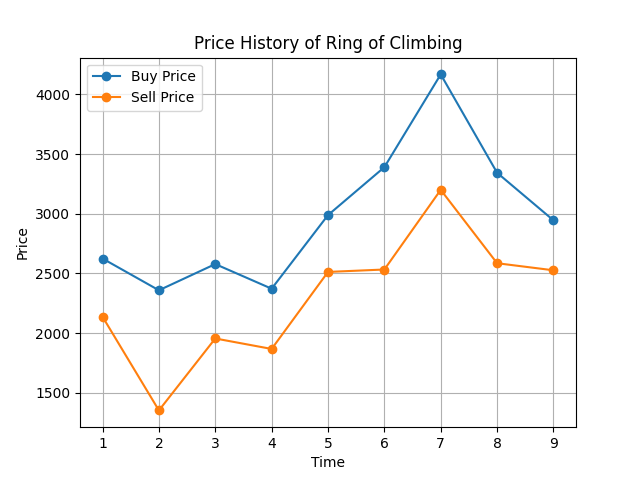 Price History of Ring of Climbing
Buy Price
Sell Price
Price
4000
3500
3000
2500
2000
1500
1 2 3 4 5 6 7 8 9
Time